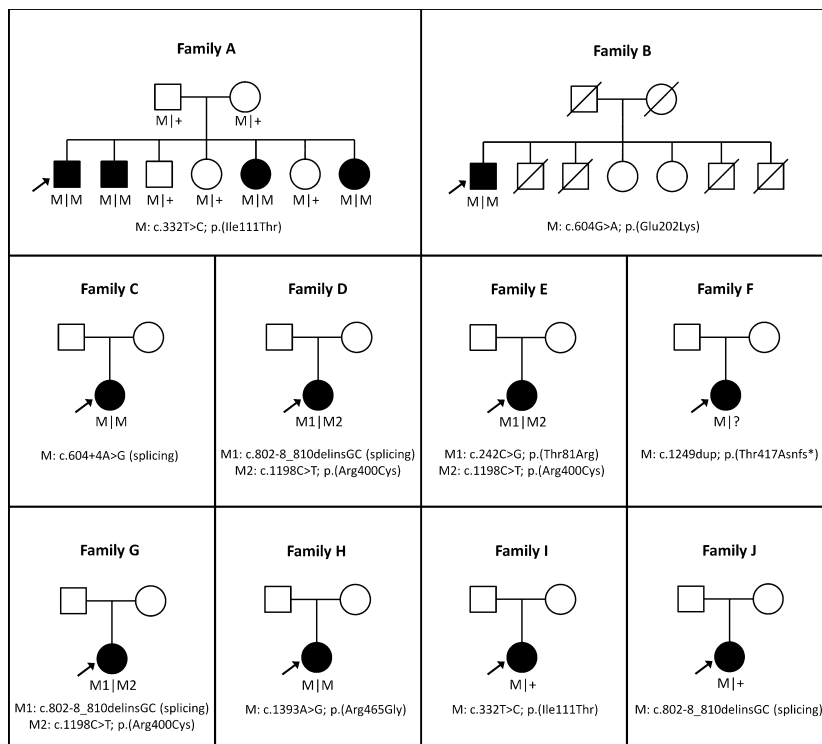 Family A
M|+ M|+
M|M M|M M|+ M|+ M|M M|+ M|M
M: c.332T>C; p.(Ile111Thr)
Family B
M|M
M: c.604G>A; p.(Glu202Lys)
Family C
M|M
M: c.604+4A>G (splicing)
Family D
M1|M2
M1: c.802-8_810delinsGC (splicing)
M2: c.1198C>T; p.(Arg400Cys)
Family E
M1|M2
M1: c.242C>G; p.(Thr81Arg)
M2: c.1198C>T; p.(Arg400Cys)
Family F
M|?
M: c.1249dup; p.(Thr417Asnfs*)
Family G
M1|M2
M1: c.802-8_810delinsGC (splicing)
M2: c.1198C>T; p.(Arg400Cys)
Family H
M|M
M: c.1393A>G; p.(Arg465Gly)
Family I
M|+
M: c.332T>C; p.(Ile111Thr)
Family J
M|+
M: c.802-8_810delinsGC (splicing)